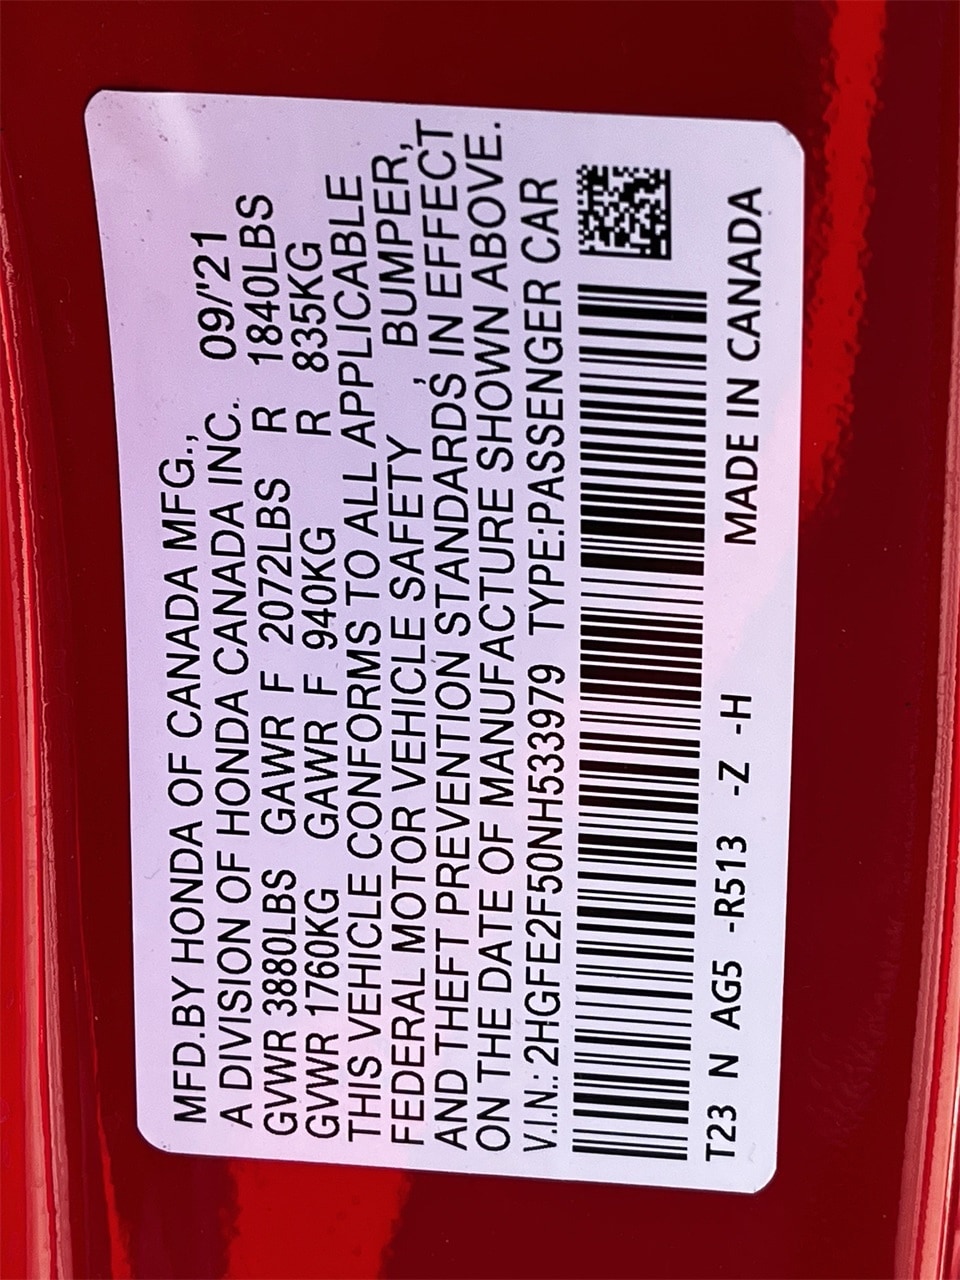 MFD.BY HONDA OF CANADA MFG.,
A DIVISION OF HONDA CANADA INC. 09/'21
GVWR 3880LBS GAWR F 2072LBS R 1840LBS
GVWR 1760KG GAWR F 940KG R 835KG
THIS VEHICLE CONFORMS TO ALL APPLICABLE
FEDERAL MOTOR VEHICLE SAFETY , BUMPER,
AND THEFT PREVENTION STANDARDS IN EFFECT
ON THE DATE OF MANUFACTURE SHOWN ABOVE.
V.I.N.: 2HGFE2F50NH533979 TYPE:PASSENGER CAR
T23 N AG5 -R513 -Z -H MADE IN CANADA